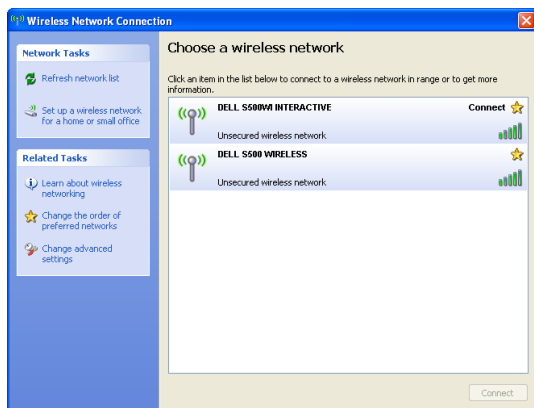 Wireless Network Connection
Network Tasks
Refresh network list
Set up a wireless network
for a home or small office
Related Tasks
Learn about wireless
networking
Change the order of
preferred networks
Change advanced
settings
Choose a wireless network
Click an item in the list below to connect to a wireless network in range or to get more
information.
DELL S500WI INTERACTIVE
Connect
Unsecured wireless network
DELL S500 WIRELESS
Unsecured wireless network
Connect